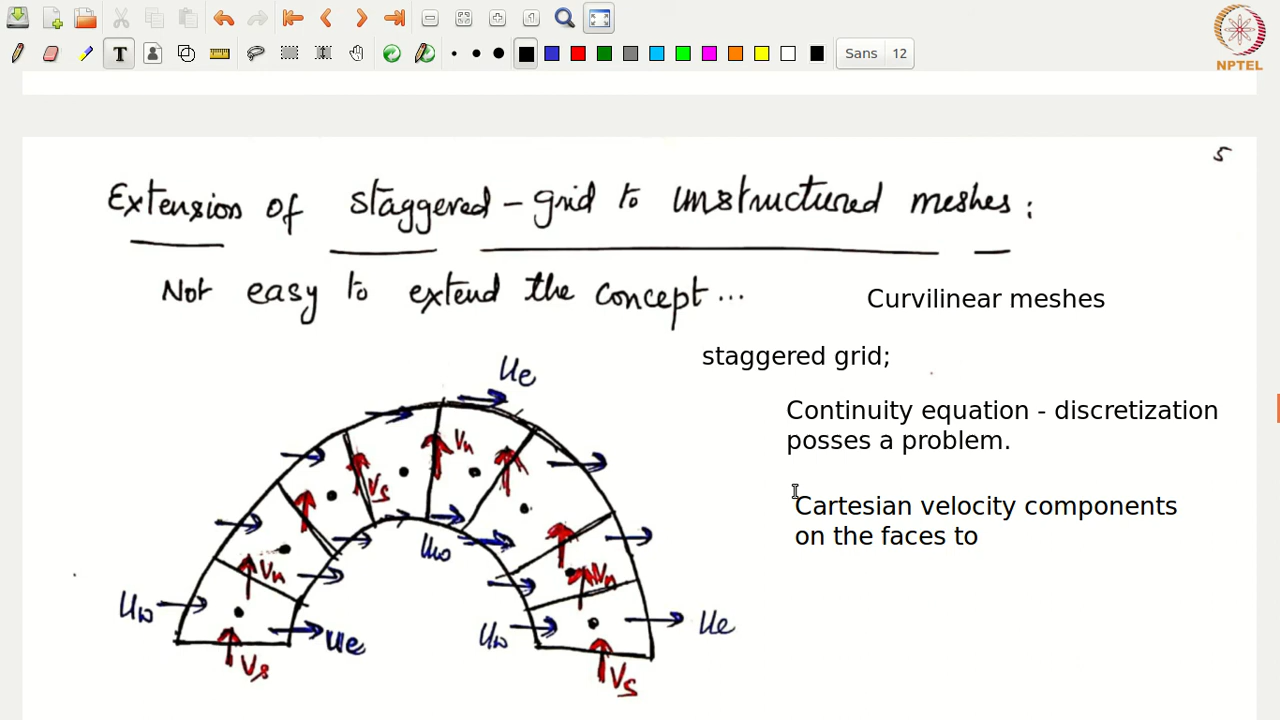 Sans 12
NPTEL
5
Extension of staggered-grid to unstructured meshes:
Not easy to extend the concept...
Curvilinear meshes
staggered grid;
Continuity equation - discretization
posses a problem.
Cartesian velocity components
on the faces to
Ue
Vn
Vs
Uw
Vn
Vn
Uw
Ue
Uw
Ue
Vs
Vs